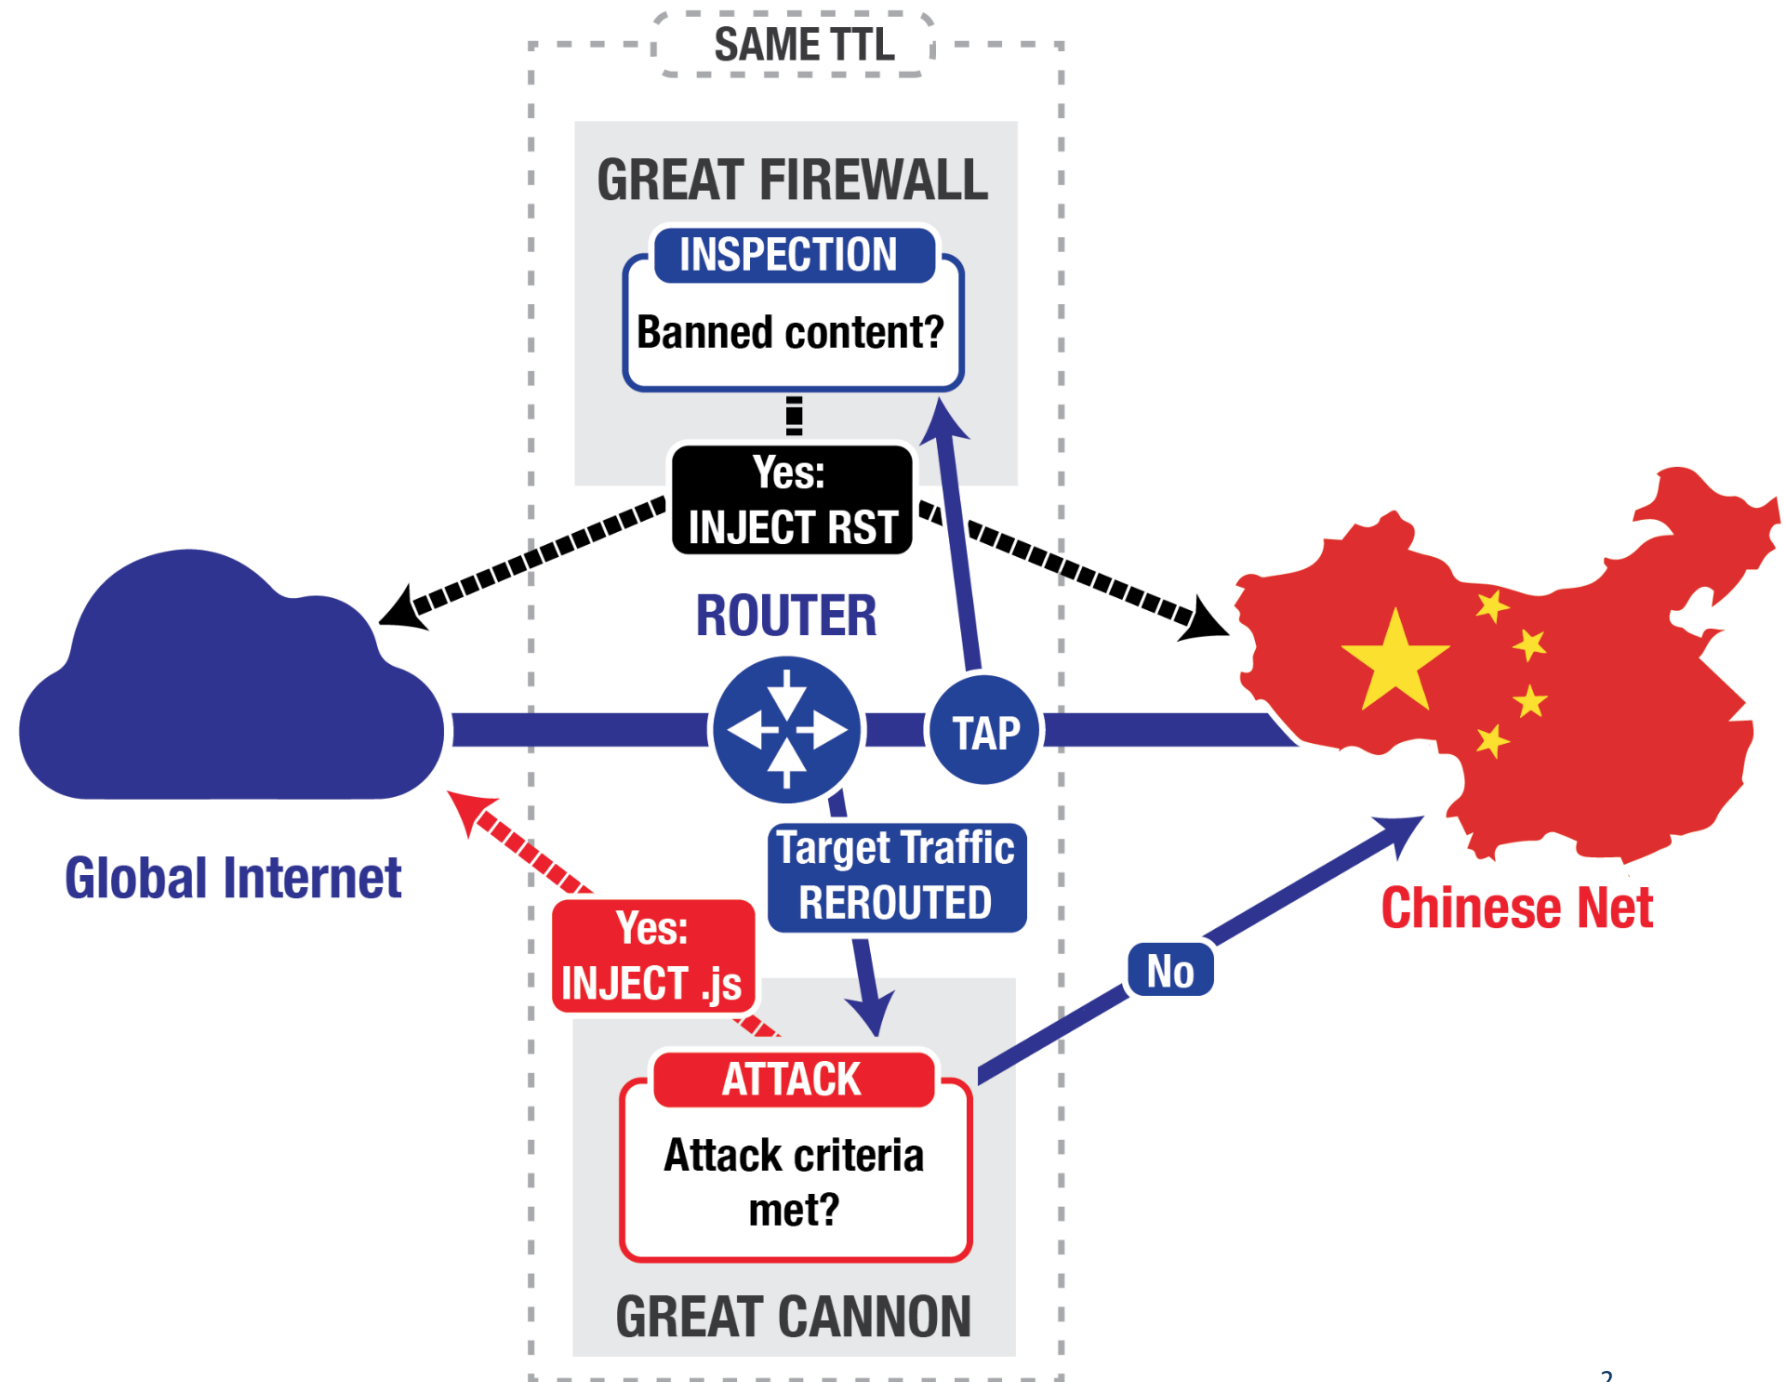 SAME TTL
GREAT FIREWALL
INSPECTION
Banned content?
Yes:
INJECT RST
ROUTER
TAP
Global Internet
Target Traffic
REROUTED
Chinese Net
Yes:
INJECT .js
No
ATTACK
Attack criteria
met?
GREAT CANNON
2